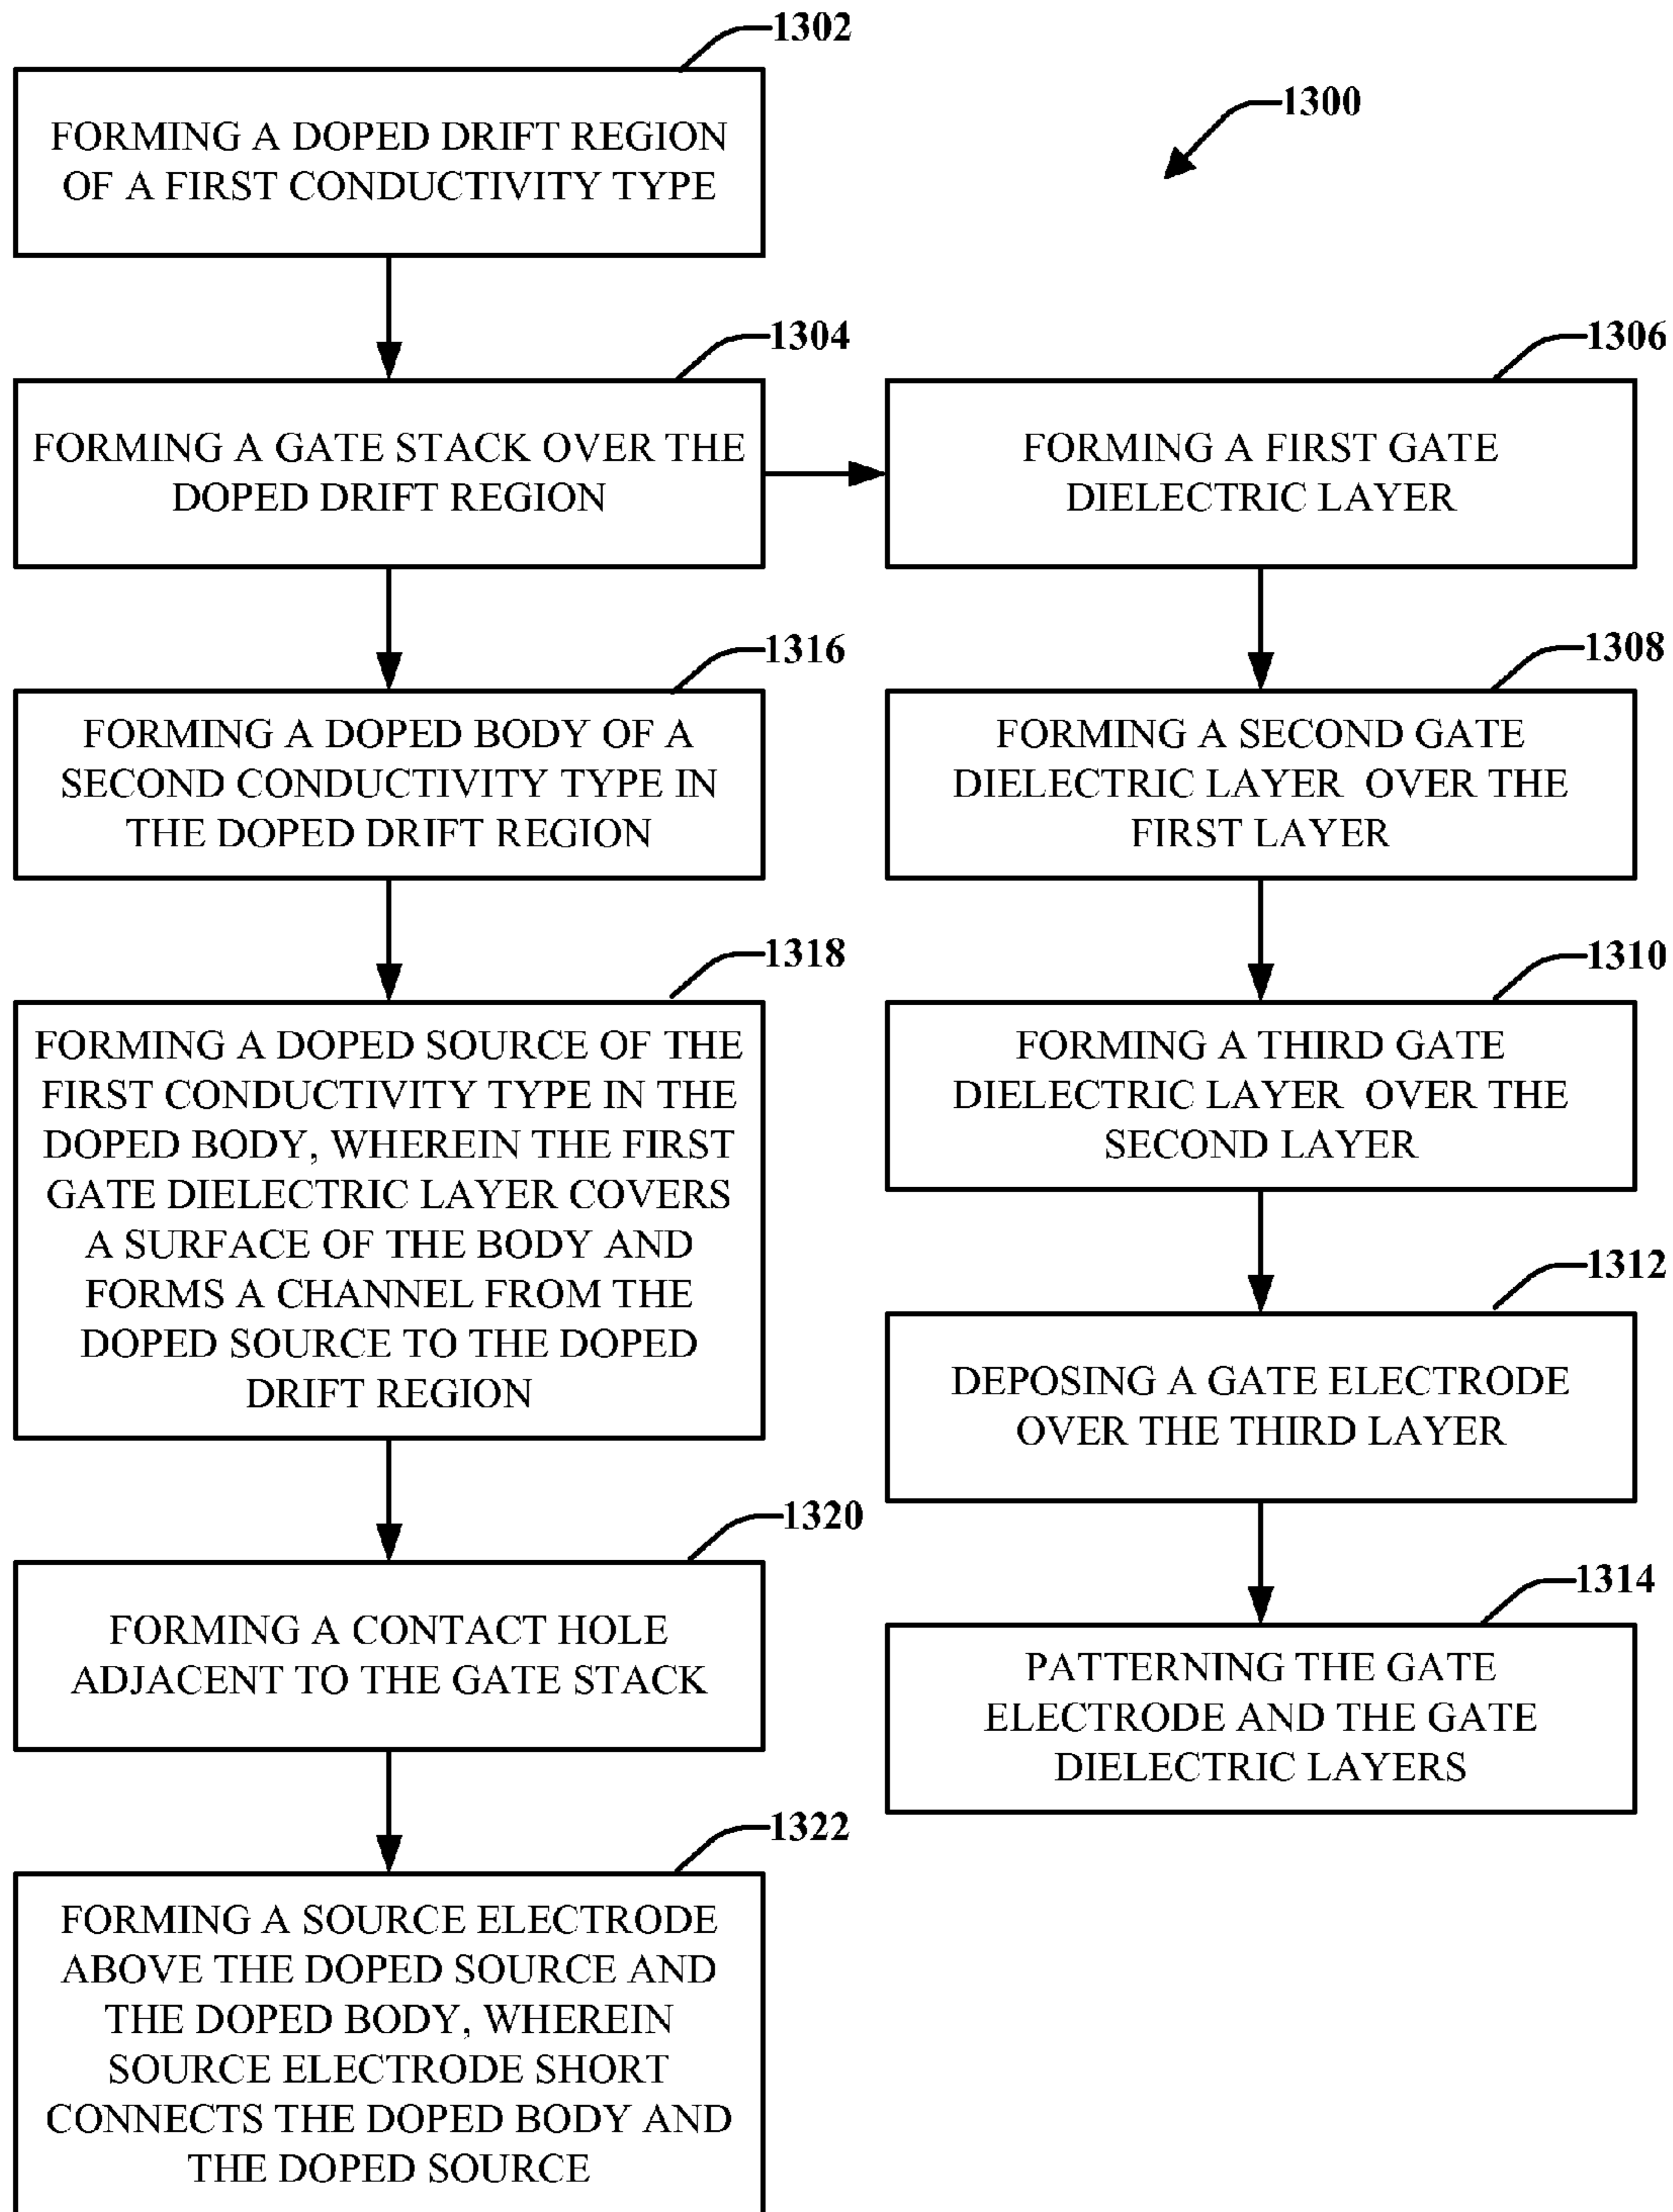 1302
1300
FORMING A DOPED DRIFT REGION
OF A FIRST CONDUCTIVITY TYPE
1304
FORMING A GATE STACK OVER THE
DOPED DRIFT REGION
1306
FORMING A FIRST GATE
DIELECTRIC LAYER
1316
FORMING A DOPED BODY OF A
SECOND CONDUCTIVITY TYPE IN
THE DOPED DRIFT REGION
1308
FORMING A SECOND GATE
DIELECTRIC LAYER OVER THE
FIRST LAYER
1318
FORMING A DOPED SOURCE OF THE
FIRST CONDUCTIVITY TYPE IN THE
DOPED BODY, WHEREIN THE FIRST
GATE DIELECTRIC LAYER COVERS
A SURFACE OF THE BODY AND
FORMS A CHANNEL FROM THE
DOPED SOURCE TO THE DOPED
DRIFT REGION
1310
FORMING A THIRD GATE
DIELECTRIC LAYER OVER THE
SECOND LAYER
1312
DEPOSING A GATE ELECTRODE
OVER THE THIRD LAYER
1320
FORMING A CONTACT HOLE
ADJACENT TO THE GATE STACK
1314
PATTERNING THE GATE
ELECTRODE AND THE GATE
DIELECTRIC LAYERS
1322
FORMING A SOURCE ELECTRODE
ABOVE THE DOPED SOURCE AND
THE DOPED BODY, WHEREIN
SOURCE ELECTRODE SHORT
CONNECTS THE DOPED BODY AND
THE DOPED SOURCE